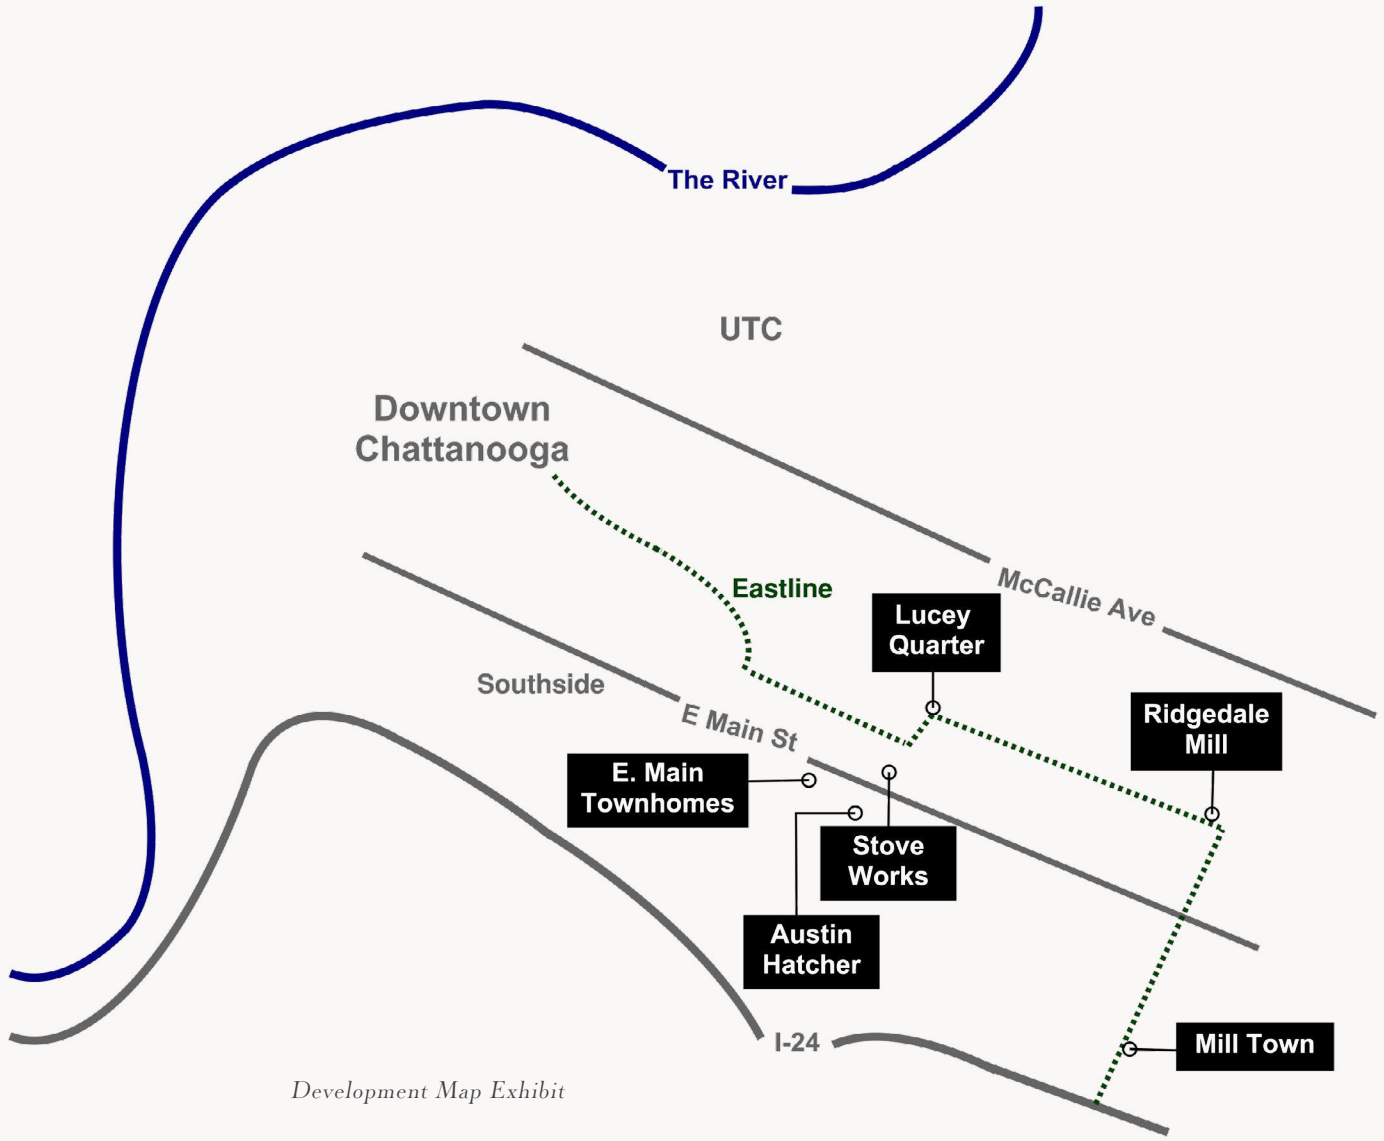 The River
UTC
Downtown
Chattanooga
McCallie Ave
Eastline
Lucey
Quarter
Southside
E Main St
Ridgedale
Mill
E. Main
Townhomes
Stove
Works
Austin
Hatcher
I-24
Mill Town
Development Map Exhibit